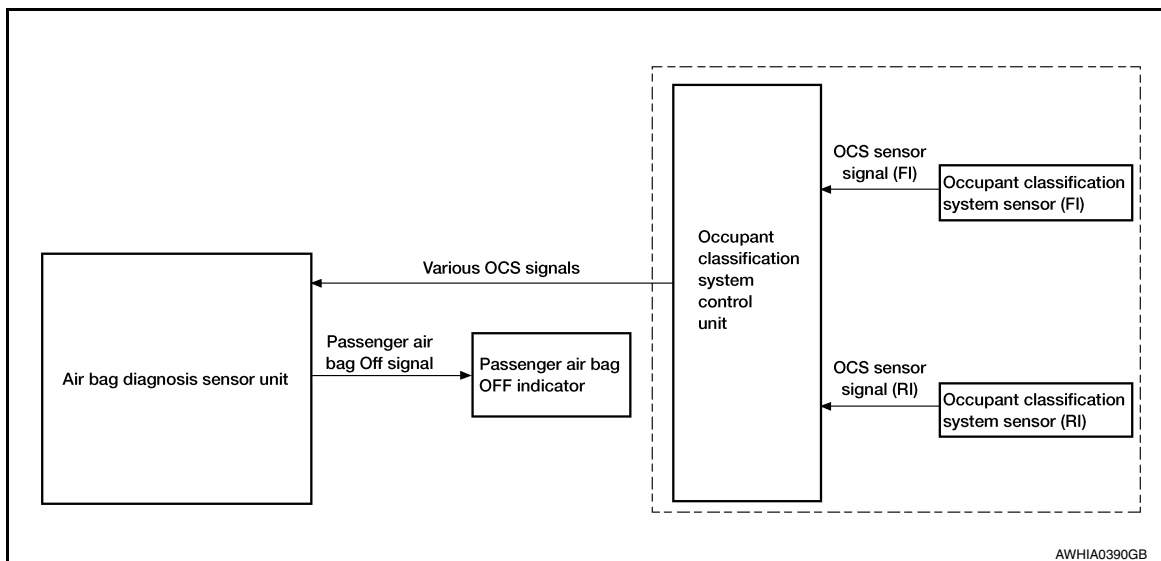 OCS sensor
signal (FI)
Occupant classification
system sensor (FI)
Occupant
classification
system
control
unit
Various OCS signals
Passenger air
bag Off signal
Air bag diagnosis sensor unit
Passenger air bag
OFF indicator
OCS sensor
signal (RI)
Occupant classification
system sensor (RI)
AWHIA0390GB